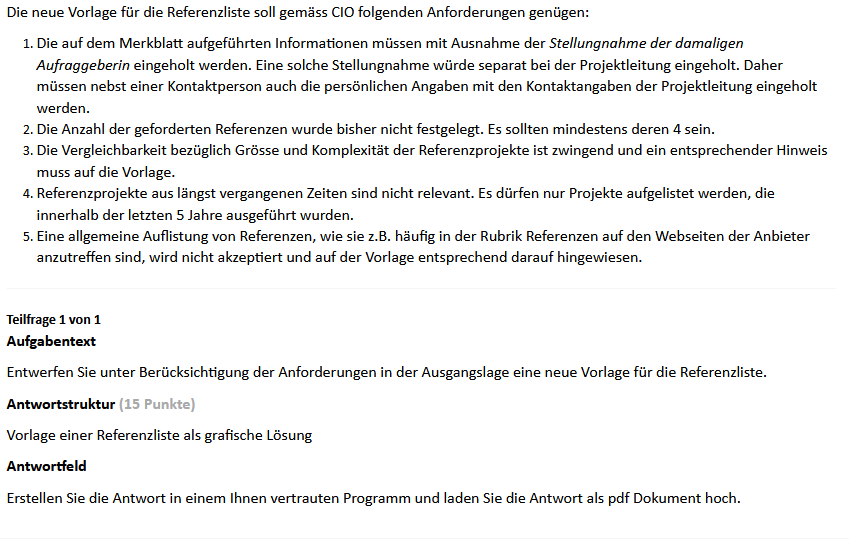 Die neue Vorlage für die Referenzliste soll gemäss CIO folgenden Anforderungen genügen:
1. Die auf dem Merkblatt aufgeführten Informationen müssen mit Ausnahme der Stellungnahme der damaligen
Aufraggeberin eingeholt werden. Eine solche Stellungnahme würde separat bei der Projektleitung eingeholt. Daher
müssen nebst einer Kontaktperson auch die persönlichen Angaben mit den Kontaktangaben der Projektleitung eingeholt
werden.
2. Die Anzahl der geforderten Referenzen wurde bisher nicht festgelegt. Es sollten mindestens deren 4 sein.
3. Die Vergleichbarkeit bezüglich Grösse und Komplexität der Referenzprojekte ist zwingend und ein entsprechender Hinweis
muss auf die Vorlage.
4. Referenzprojekte aus längst vergangenen Zeiten sind nicht relevant. Es dürfen nur Projekte aufgelistet werden, die
innerhalb der letzten 5 Jahre ausgeführt wurden.
5. Eine allgemeine Auflistung von Referenzen, wie sie z.B. häufig in der Rubrik Referenzen auf den Webseiten der Anbieter
anzutreffen sind, wird nicht akzeptiert und auf der Vorlage entsprechend darauf hingewiesen.
Teilfrage 1 von 1
Aufgabentext
Entwerfen Sie unter Berücksichtigung der Anforderungen in der Ausgangslage eine neue Vorlage für die Referenzliste.
Antwortstruktur (15 Punkte)
Vorlage einer Referenzliste als grafische Lösung
Antwortfeld
Erstellen Sie die Antwort in einem Ihnen vertrauten Programm und laden Sie die Antwort als pdf Dokument hoch.